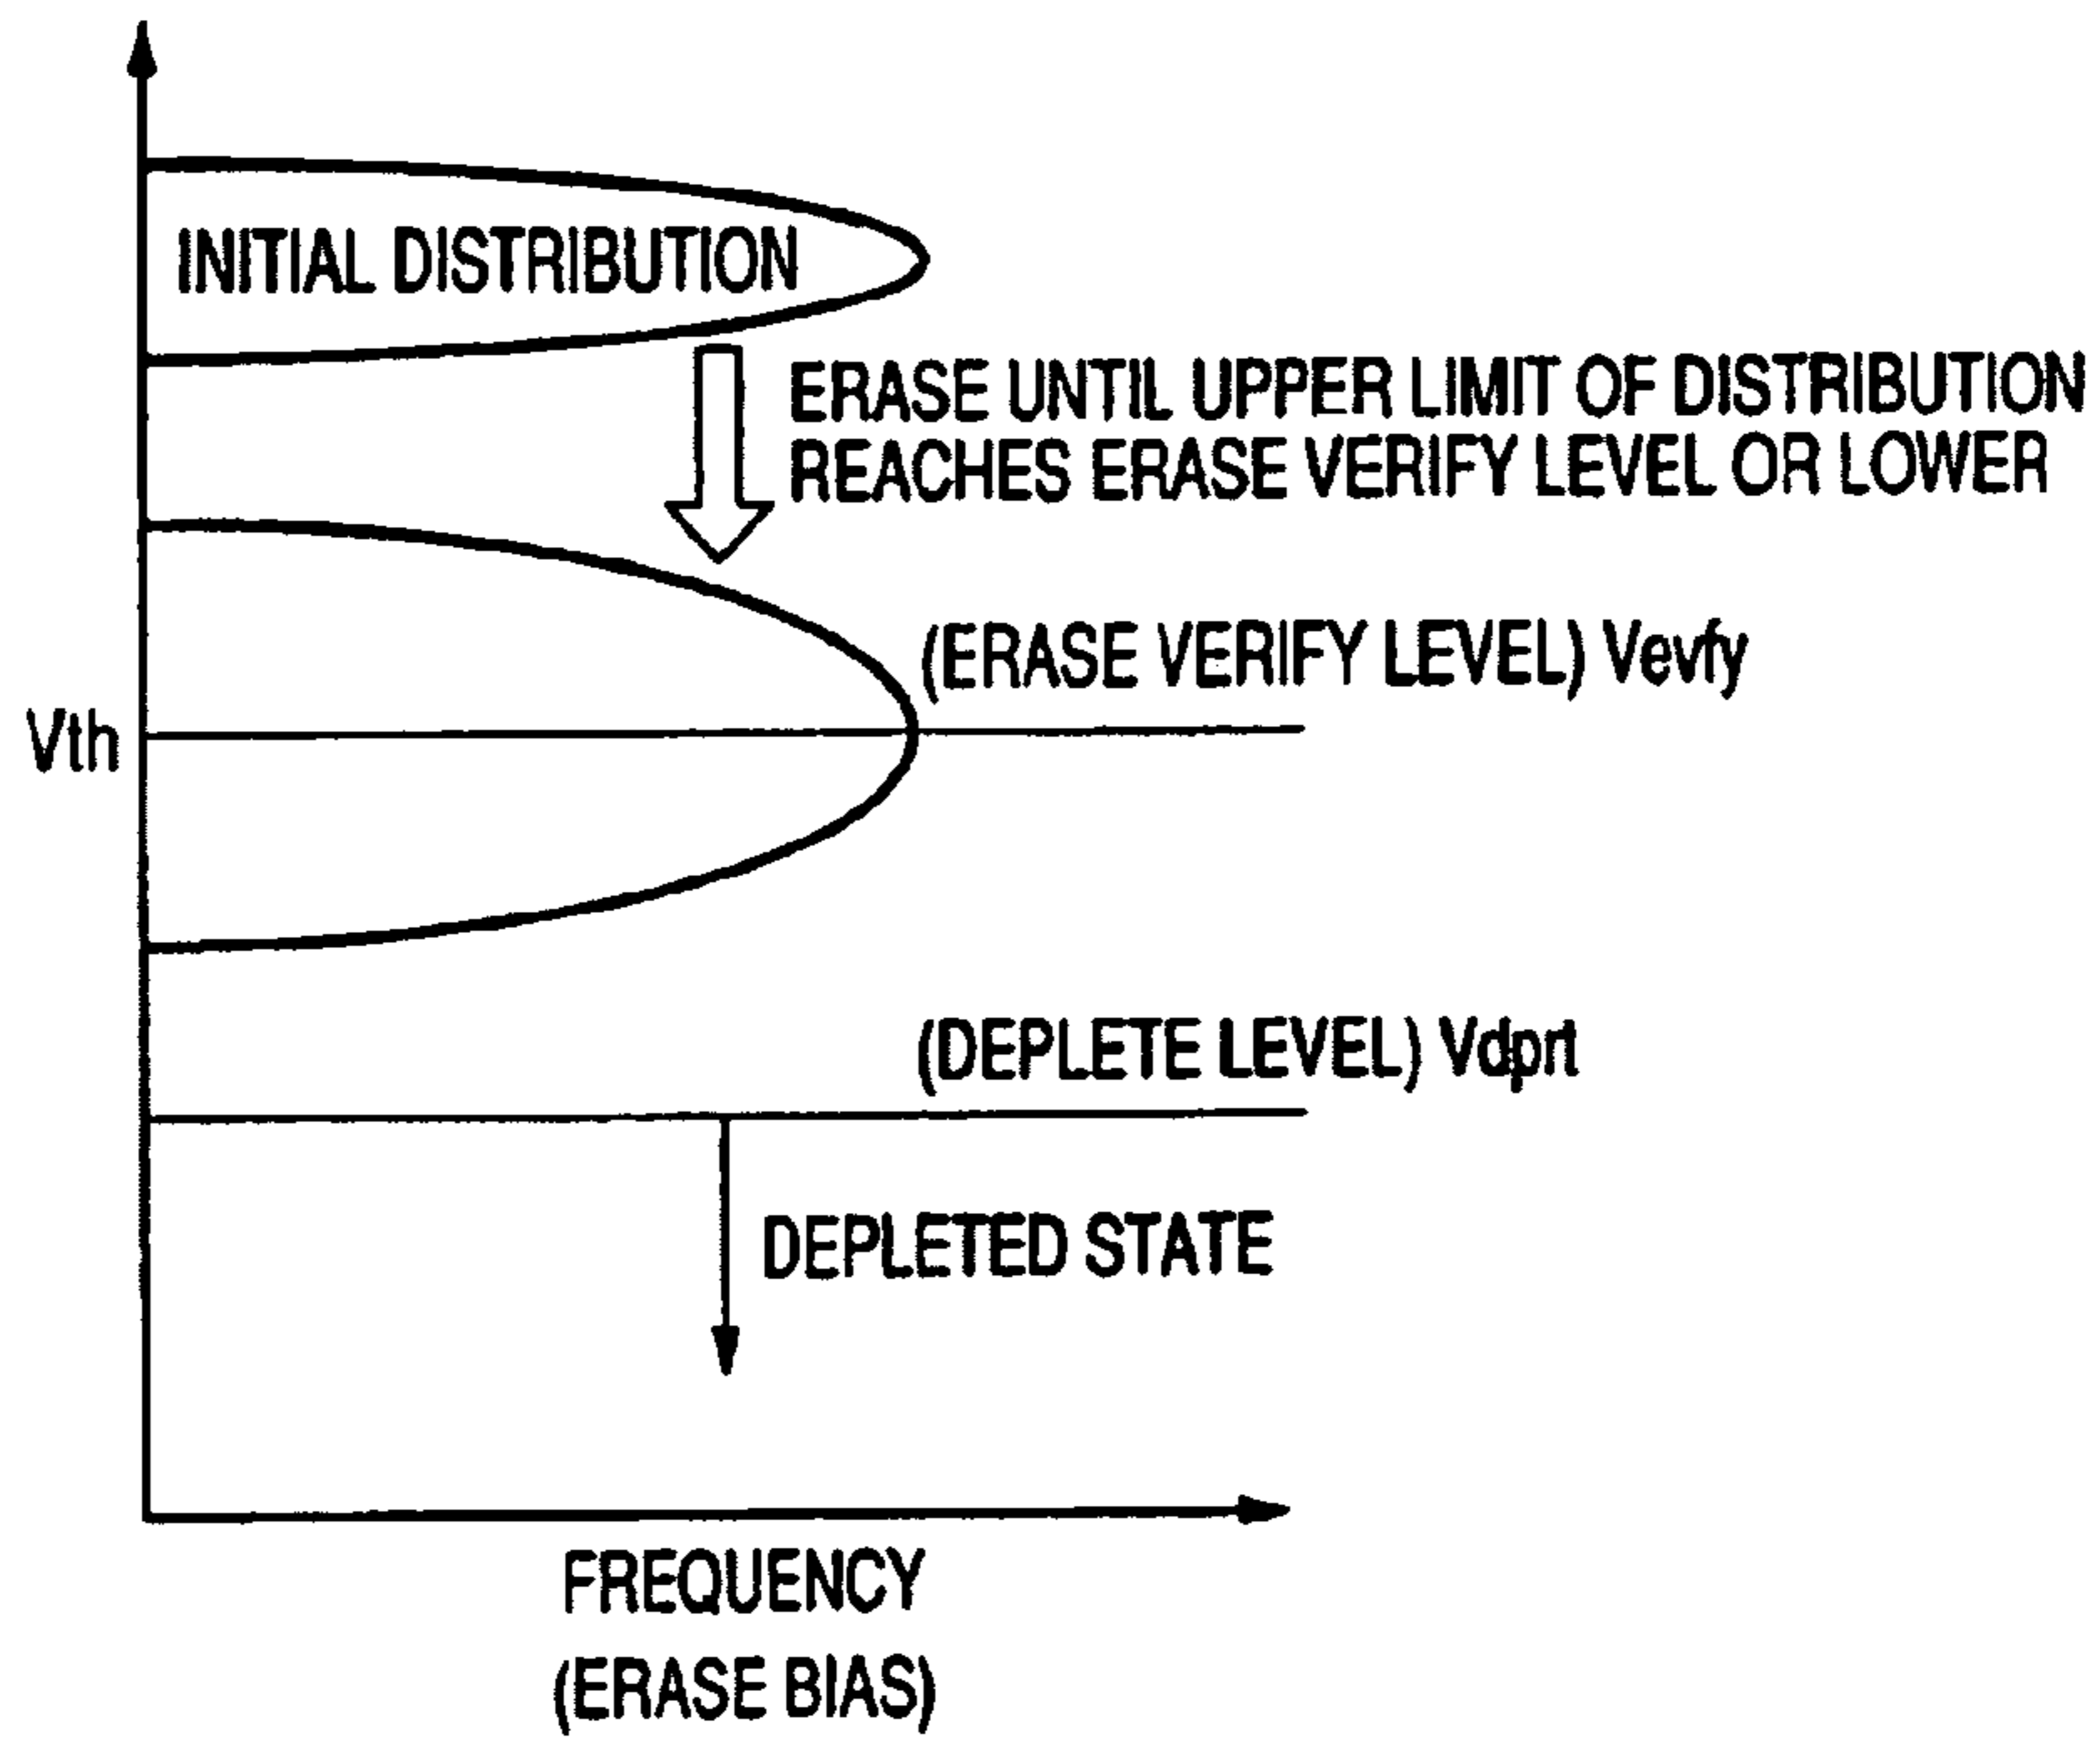 INITIAL DISTRIBUTION
ERASE UNTIL UPPER LIMIT OF DISTRIBUTION
REACHES ERASE VERIFY LEVEL OR LOWER
(ERASE VERIFY LEVEL) Vevfy
Vth
(DEPLETE LEVEL) Vdprt
DEPLETED STATE
FREQUENCY
(ERASE BIAS)